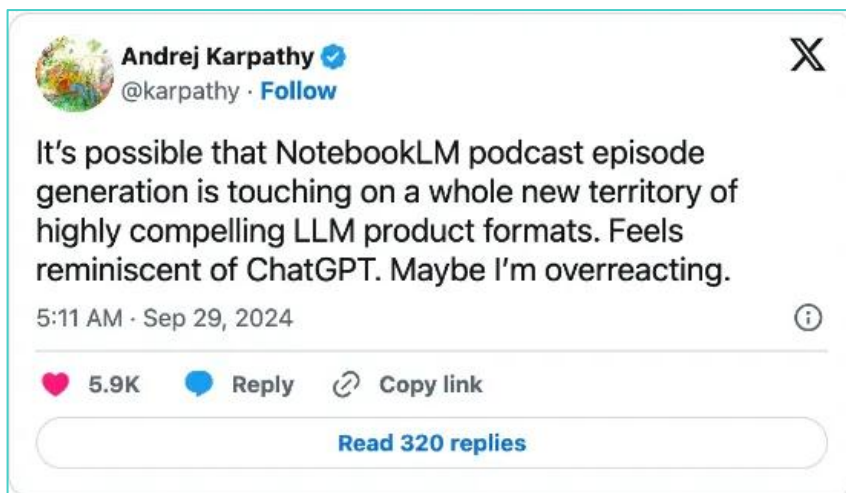 Andrej Karpathy
@karpathy · Follow
It's possible that NotebookLM podcast episode
generation is touching on a whole new territory of
highly compelling LLM product formats. Feels
reminiscent of ChatGPT. Maybe I'm overreacting.
5:11 AM · Sep 29, 2024
5.9K Reply Copy link
Read 320 replies